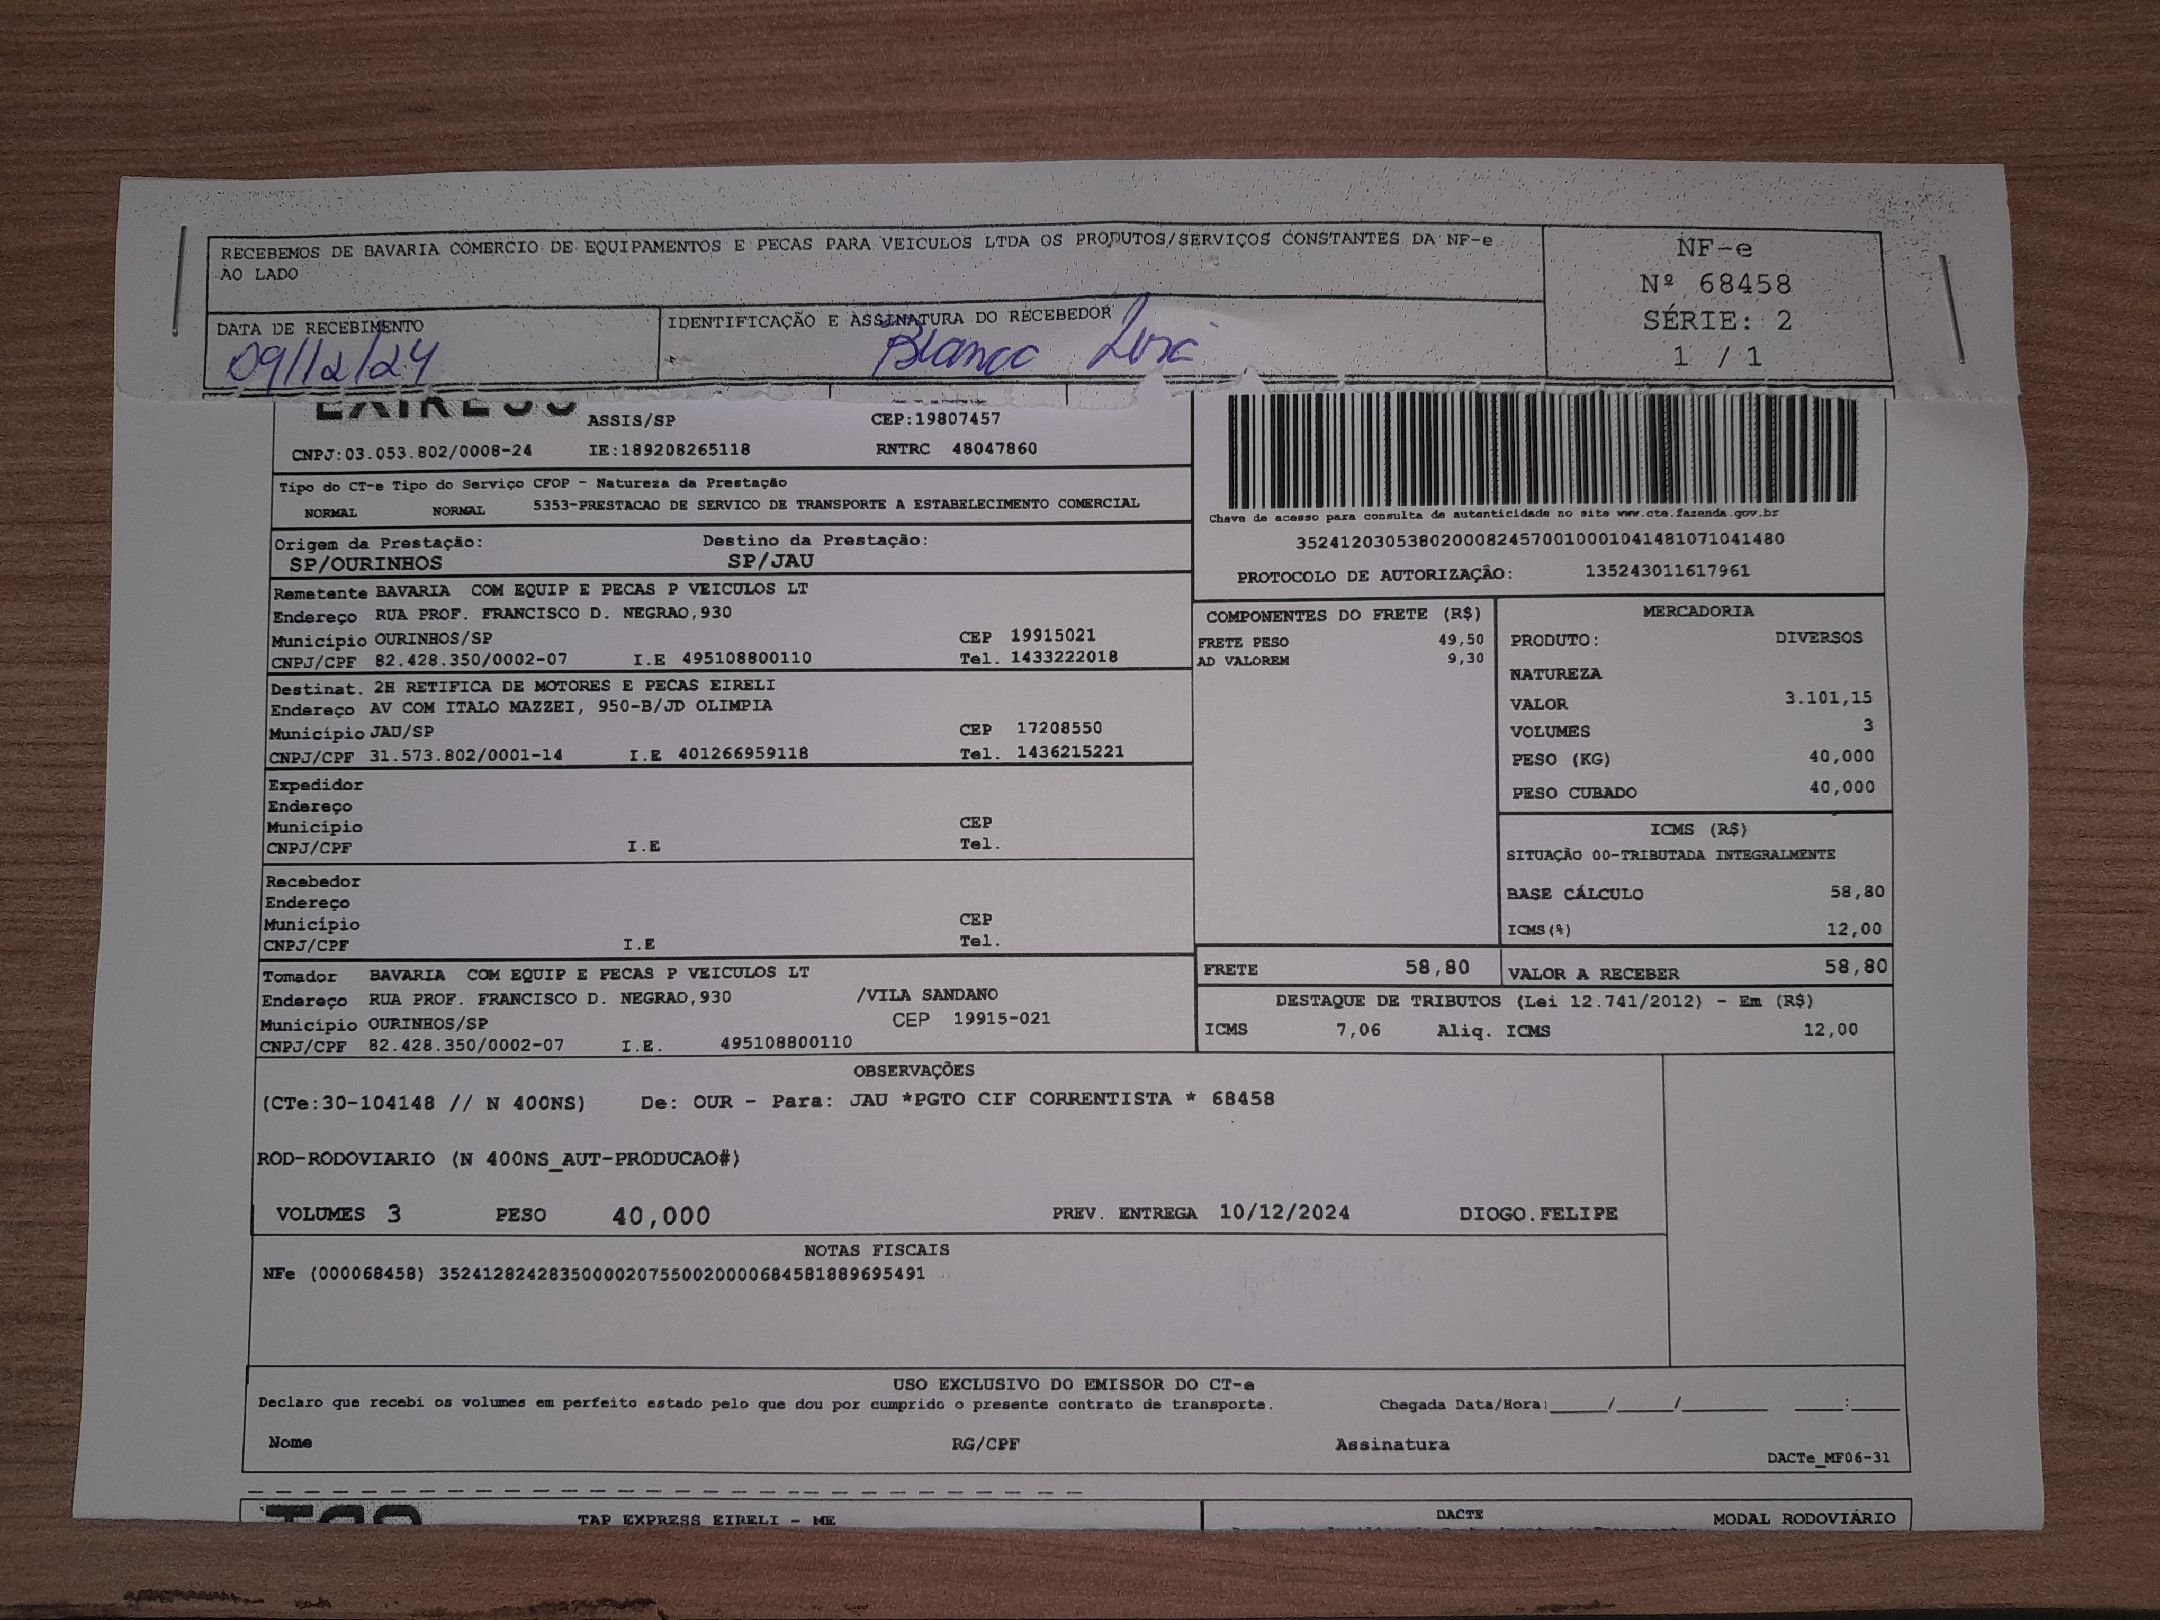 RECEBEMOS DE BAVARIA COMERCIO DE EQUIPAMENTOS E PECAS PARA VEICULOS LTDA OS PRODUTOS/SERVIÇOS CONSTANTES DA NF-e
AO LADO
NF-e
Nº 68458
SÉRIE: 2
1 / 1
DATA DE RECEBIMENTO
09/12/24
IDENTIFICAÇÃO E ASSINATURA DO RECEBEDOR
ASSIS/SP CEP:19807457
CNPJ:03.053.802/0008-24 IE:189208265118 RNTRC 48047860
Tipo do CT-e Tipo do Serviço CFOP - Natureza da Prestação
NORMAL NORMAL 5353-PRESTACAO DE SERVICO DE TRANSPORTE A ESTABELECIMENTO COMERCIAL
Chave de acesso para consulta de autenticidade no site www.cte.fazenda.gov.br
35241203053802000824570010001041481071041480
PROTOCOLO DE AUTORIZAÇÃO: 135243011617961
Origem da Prestação: Destino da Prestação:
SP/OURINHOS SP/JAU
Remetente BAVARIA COM EQUIP E PECAS P VEICULOS LT
Endereço RUA PROF. FRANCISCO D. NEGRAO,930
Município OURINHOS/SP CEP 19915021
CNPJ/CPF 82.428.350/0002-07 I.E 495108800110 Tel. 1433222018
Destinat. 2H RETIFICA DE MOTORES E PECAS EIRELI
Endereço AV COM ITALO MAZZEI, 950-B/JD OLIMPIA
Município JAU/SP CEP 17208550
CNPJ/CPF 31.573.802/0001-14 I.E 401266959118 Tel. 1436215221
Expedidor
Endereço
Município CEP
CNPJ/CPF I.E Tel.
Recebedor
Endereço
Município CEP
CNPJ/CPF I.E Tel.
Tomador BAVARIA COM EQUIP E PECAS P VEICULOS LT
Endereço RUA PROF. FRANCISCO D. NEGRAO,930 /VILA SANDANO
Município OURINHOS/SP CEP 19915-021
CNPJ/CPF 82.428.350/0002-07 I.E. 495108800110
COMPONENTES DO FRETE (R$)
FRETE PESO 49,50
AD VALOREM 9,30
MERCADORIA
PRODUTO: DIVERSOS
NATUREZA
VALOR 3.101,15
VOLUMES 3
PESO (KG) 40,000
PESO CUBADO 40,000
ICMS (R$)
SITUAÇÃO 00-TRIBUTADA INTEGRALMENTE
BASE CÁLCULO 58,80
ICMS(%) 12,00
FRETE 58,80 VALOR A RECEBER 58,80
DESTAQUE DE TRIBUTOS (Lei 12.741/2012) - Em (R$)
ICMS 7,06 Aliq. ICMS 12,00
OBSERVAÇÕES
(CTe:30-104148 // N 400NS) De: OUR - Para: JAU *PGTO CIF CORRENTISTA * 68458
ROD-RODOVIARIO (N 400NS_AUT-PRODUCAO#)
VOLUMES 3 PESO 40,000 PREV. ENTREGA 10/12/2024 DIOGO.FELIPE
NOTAS FISCAIS
NFe (000068458) 35241282428350000207550020000684581889695491
USO EXCLUSIVO DO EMISSOR DO CT-e
Declaro que recebi os volumes em perfeito estado pelo que dou por cumprido o presente contrato de transporte. Chegada Data/Hora:_____/_____/________ ____:____
Nome RG/CPF Assinatura
DACTe_MF06-31
TAP EXPRESS EIRELI - ME DACTE MODAL RODOVIÁRIO